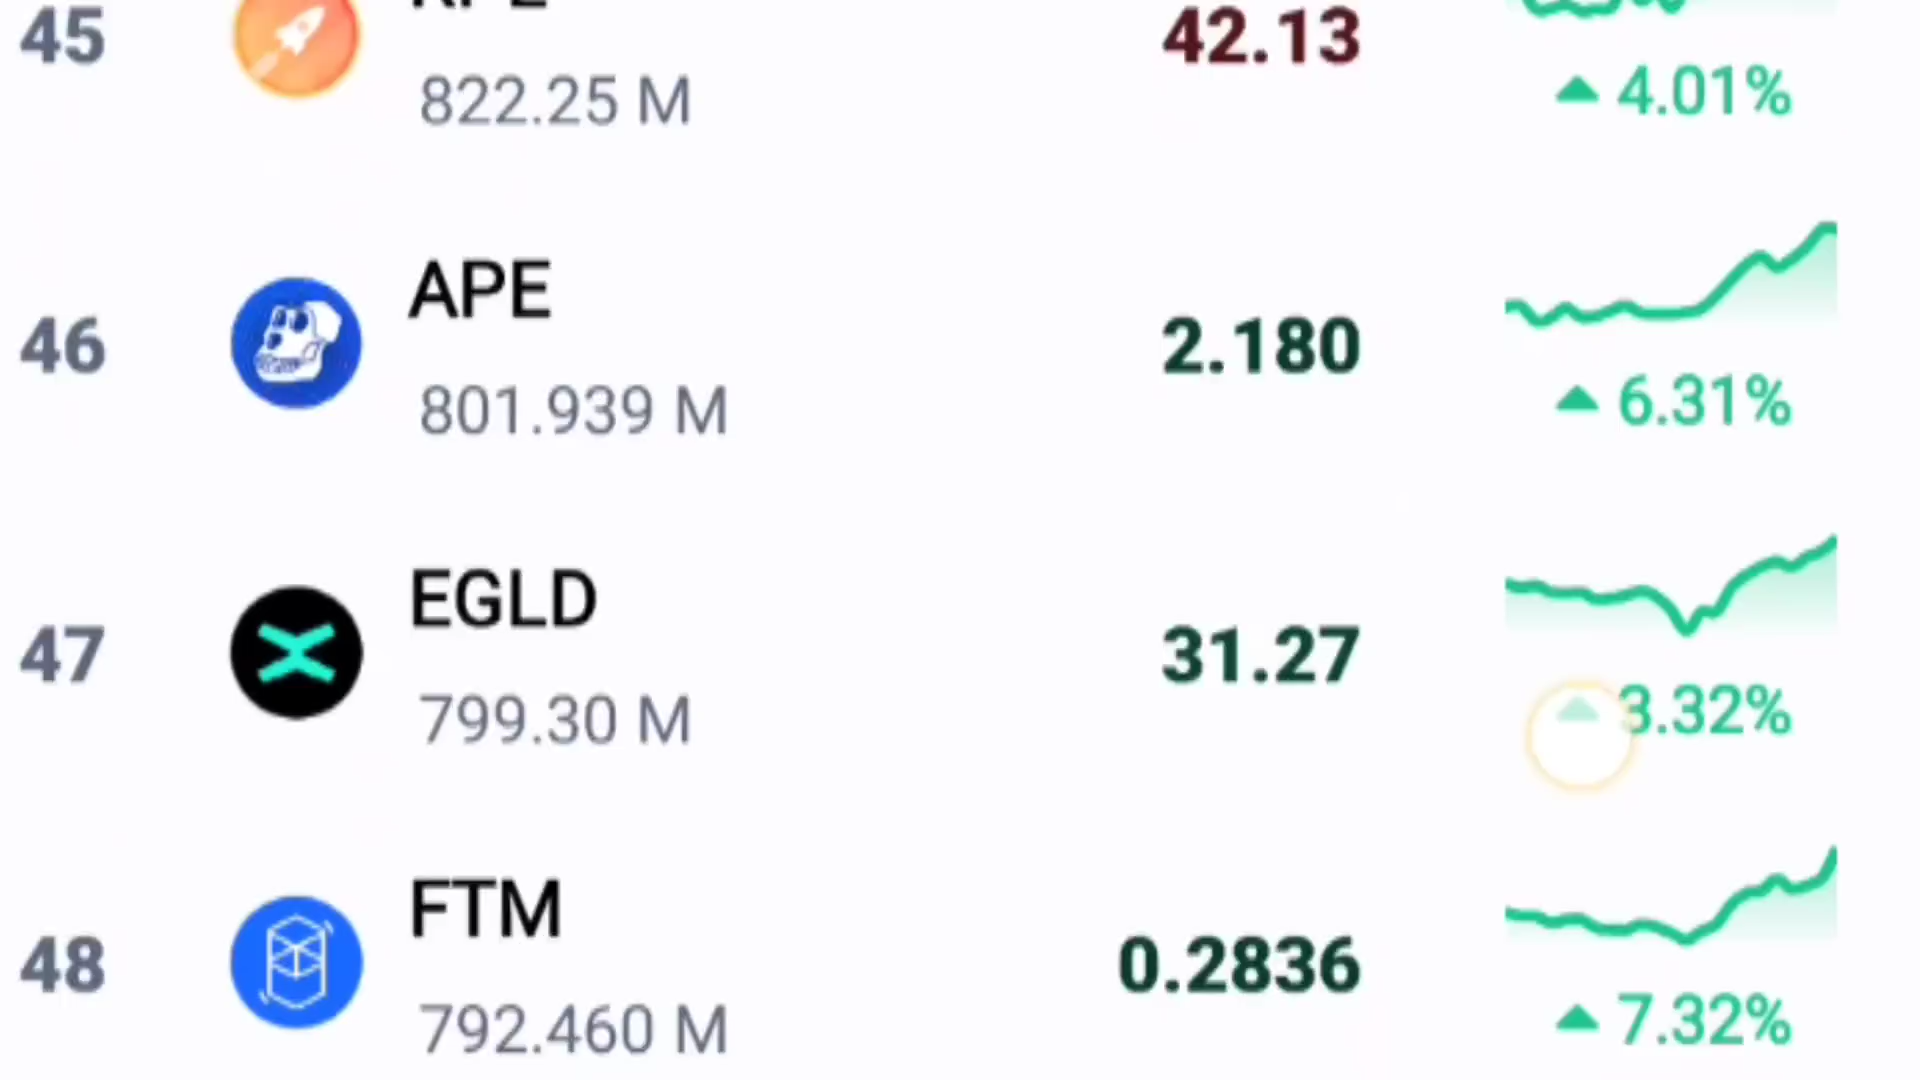 45
42.13
822.25 M
4.01%
46
APE
2.180
801.939 M
6.31%
47
EGLD
31.27
799.30 M
3.32%
48
FTM
0.2836
792.460 M
7.32%